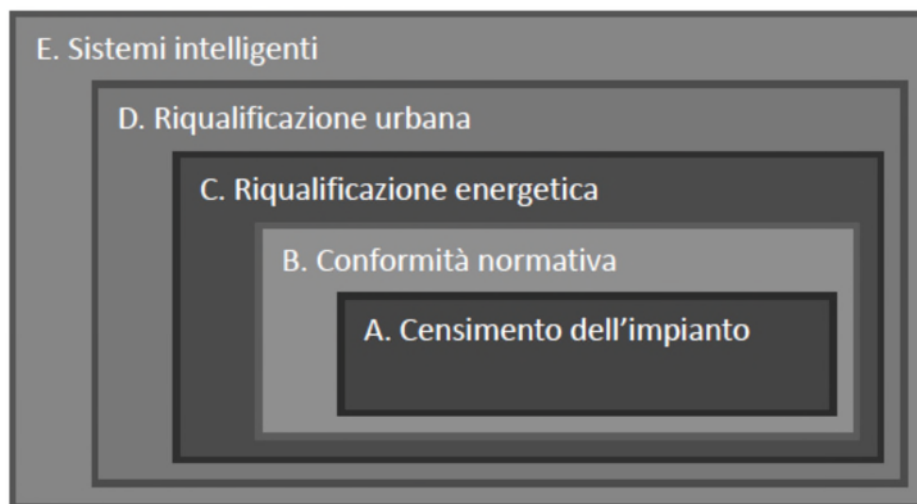 E. Sistemi intelligenti
D. Riqualificazione urbana
C. Riqualificazione energetica
B. Conformità normativa
A. Censimento dell’impianto